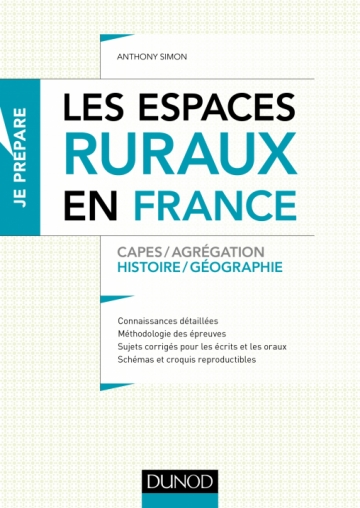 ANTHONY SIMON
JE PRÉPARE
LES ESPACES
RURAUX
EN FRANCE
CAPES / AGRÉGATION
HISTOIRE / GÉOGRAPHIE
Connaissances détaillées
Méthodologie des épreuves
Sujets corrigés pour les écrits et les oraux
Schémas et croquis reproductibles
DUNOD